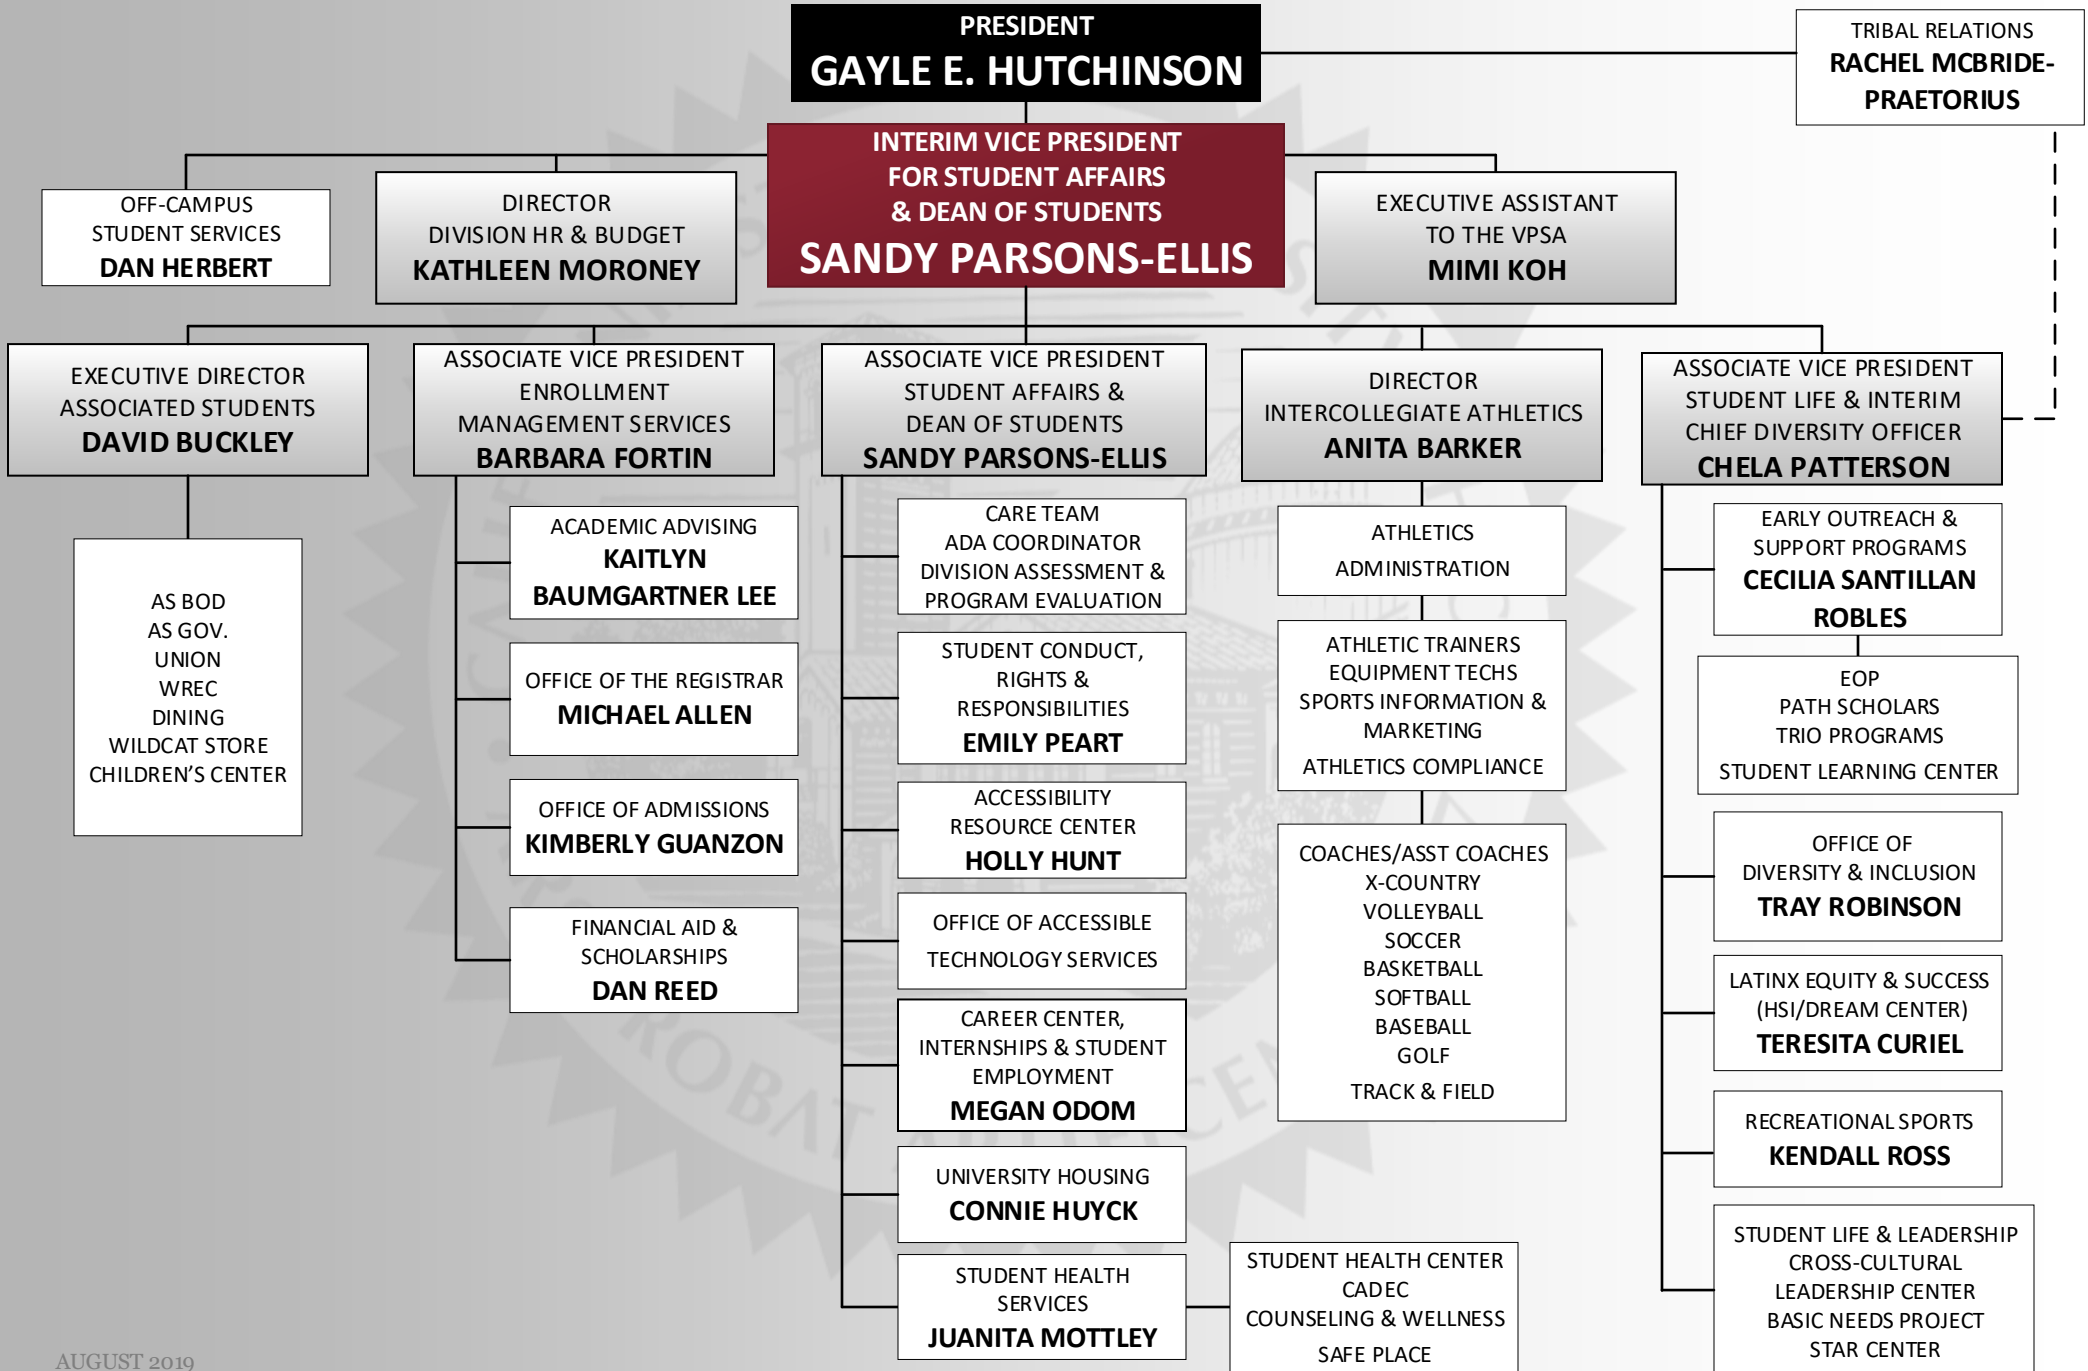 PRESIDENT
GAYLE E. HUTCHINSON
TRIBAL RELATIONS
RACHEL MCBRIDE-
PRAETORIUS
INTERIM VICE PRESIDENT
FOR STUDENT AFFAIRS
& DEAN OF STUDENTS
SANDY PARSONS-ELLIS
OFF-CAMPUS
STUDENT SERVICES
DAN HERBERT
DIRECTOR
DIVISION HR & BUDGET
KATHLEEN MORONEY
EXECUTIVE ASSISTANT
TO THE VPSA
MIMI KOH
EXECUTIVE DIRECTOR
ASSOCIATED STUDENTS
DAVID BUCKLEY
AS BOD
AS GOV.
UNION
WREC
DINING
WILDCAT STORE
CHILDREN’S CENTER
ASSOCIATE VICE PRESIDENT
ENROLLMENT
MANAGEMENT SERVICES
BARBARA FORTIN
ACADEMIC ADVISING
KAITLYN
BAUMGARTNER LEE
OFFICE OF THE REGISTRAR
MICHAEL ALLEN
OFFICE OF ADMISSIONS
KIMBERLY GUANZON
FINANCIAL AID &
SCHOLARSHIPS
DAN REED
ASSOCIATE VICE PRESIDENT
STUDENT AFFAIRS &
DEAN OF STUDENTS
SANDY PARSONS-ELLIS
CARE TEAM
ADA COORDINATOR
DIVISION ASSESSMENT &
PROGRAM EVALUATION
STUDENT CONDUCT,
RIGHTS &
RESPONSIBILITIES
EMILY PEART
ACCESSIBILITY
RESOURCE CENTER
HOLLY HUNT
OFFICE OF ACCESSIBLE
TECHNOLOGY SERVICES
CAREER CENTER,
INTERNSHIPS & STUDENT
EMPLOYMENT
MEGAN ODOM
UNIVERSITY HOUSING
CONNIE HUYCK
STUDENT HEALTH
SERVICES
JUANITA MOTTLEY
STUDENT HEALTH CENTER
CADEC
COUNSELING & WELLNESS
SAFE PLACE
DIRECTOR
INTERCOLLEGIATE ATHLETICS
ANITA BARKER
ATHLETICS
ADMINISTRATION
ATHLETIC TRAINERS
EQUIPMENT TECHS
SPORTS INFORMATION &
MARKETING
ATHLETICS COMPLIANCE
COACHES/ASST COACHES
X-COUNTRY
VOLLEYBALL
SOCCER
BASKETBALL
SOFTBALL
BASEBALL
GOLF
TRACK & FIELD
ASSOCIATE VICE PRESIDENT
STUDENT LIFE & INTERIM
CHIEF DIVERSITY OFFICER
CHELA PATTERSON
EARLY OUTREACH &
SUPPORT PROGRAMS
CECILIA SANTILLAN
ROBLES
EOP
PATH SCHOLARS
TRIO PROGRAMS
STUDENT LEARNING CENTER
OFFICE OF
DIVERSITY & INCLUSION
TRAY ROBINSON
LATINX EQUITY & SUCCESS
(HSI/DREAM CENTER)
TERESITA CURIEL
RECREATIONAL SPORTS
KENDALL ROSS
STUDENT LIFE & LEADERSHIP
CROSS-CULTURAL
LEADERSHIP CENTER
BASIC NEEDS PROJECT
STAR CENTER
AUGUST 2019